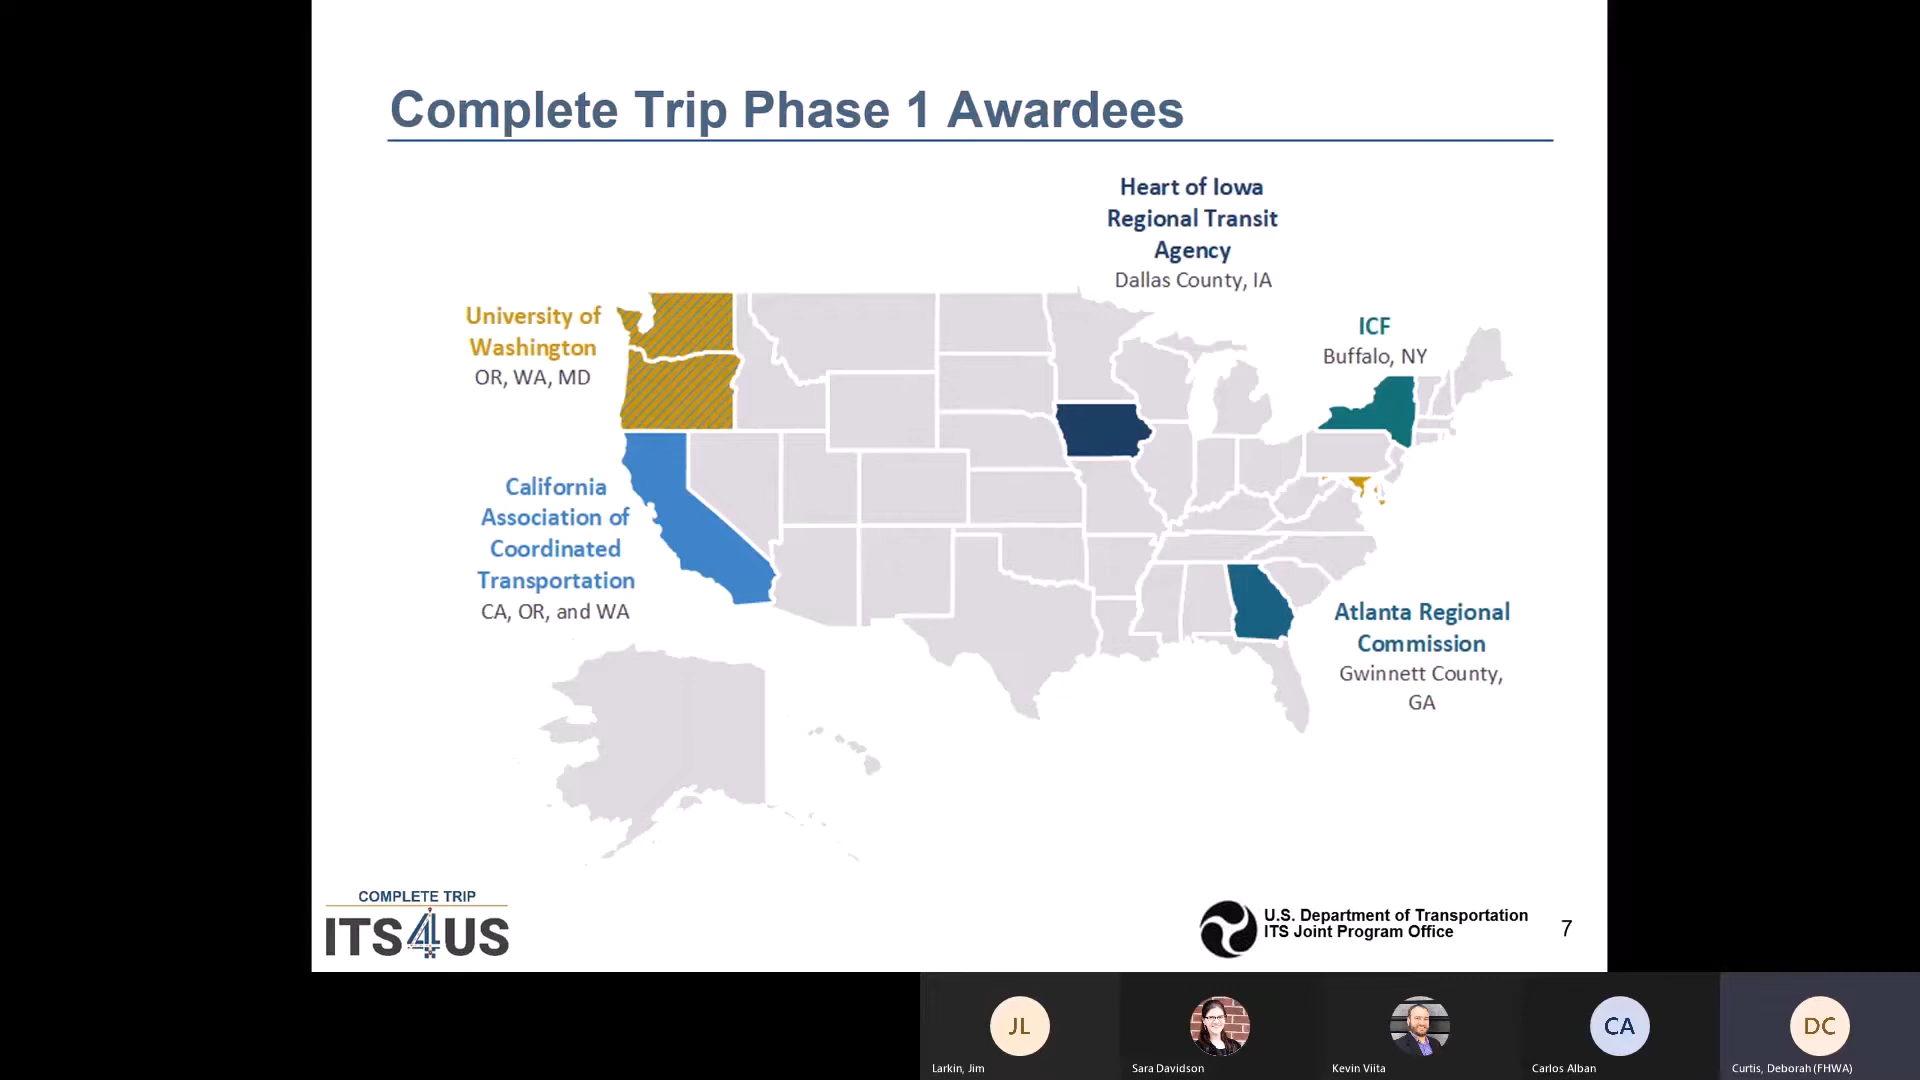 Complete Trip Phase 1 Awardees
Heart of Iowa
Regional Transit
Agency
Dallas County, IA
University of
Washington
OR, WA, MD
ICF
Buffalo, NY
California
Association of
Coordinated
Transportation
CA, OR, and WA
Atlanta Regional
Commission
Gwinnett County,
GA
COMPLETE TRIP
ITS4US
U.S. Department of Transportation
ITS Joint Program Office
7
JL
CA
DC
Larkin, Jim
Sara Davidson
Kevin Viita
Carlos Alban
Curtis, Deborah (FHWA)